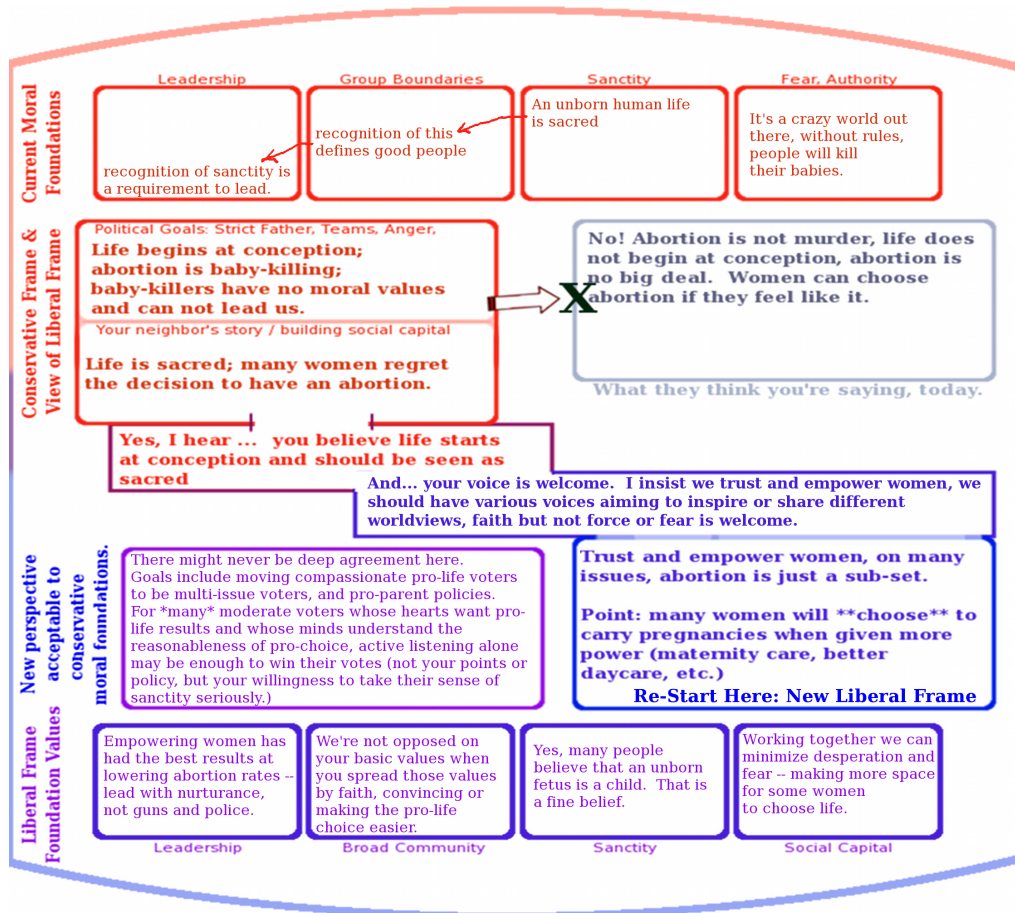 Leadership
Group Boundaries
Sanctity
Fear, Authority
Current Moral
Foundations
recognition of sanctity is
a requirement to lead.
recognition of this
defines good people
An unborn human life
is sacred
It's a crazy world out
there, without rules,
people will kill
their babies.
Conservative Frame &
View of Liberal Frame
Political Goals: Strict Father, Teams, Anger,
Life begins at conception;
abortion is baby-killing;
baby-killers have no moral values
and can not lead us.
Your neighbor's story / building social capital
Life is sacred; many women regret
the decision to have an abortion.
X
No! Abortion is not murder, life does
not begin at conception, abortion is
no big deal.  Women can choose
abortion if they feel like it.
What they think you're saying, today.
Yes, I hear ...  you believe life starts
at conception and should be seen as
sacred
And... your voice is welcome.  I insist we trust and empower women, we
should have various voices aiming to inspire or share different
worldviews, faith but not force or fear is welcome.
New perspective
acceptable to
conservative
moral foundations.
There might never be deep agreement here.
Goals include moving compassionate pro-life voters
to be multi-issue voters, and pro-parent policies.
For *many* moderate voters whose hearts want pro-
life results and whose minds understand the
reasonableness of pro-choice, active listening alone
may be enough to win their votes (not your points or
policy, but your willingness to take their sense of
sanctity seriously.)
Trust and empower women, on many
issues, abortion is just a sub-set.
Point: many women will **choose** to
carry pregnancies when given more
power (maternity care, better
daycare, etc.)
Re-Start Here: New Liberal Frame
Liberal Frame
Foundation Values
Empowering women has
had the best results at
lowering abortion rates --
lead with nurturance,
not guns and police.
We're not opposed on
your basic values when
you spread those values
by faith, convincing or
making the pro-life
choice easier.
Yes, many people
believe that an unborn
fetus is a child.  That is
a fine belief.
Working together we can
minimize desperation and
fear -- making more space
for some women
to choose life.
Leadership
Broad Community
Sanctity
Social Capital